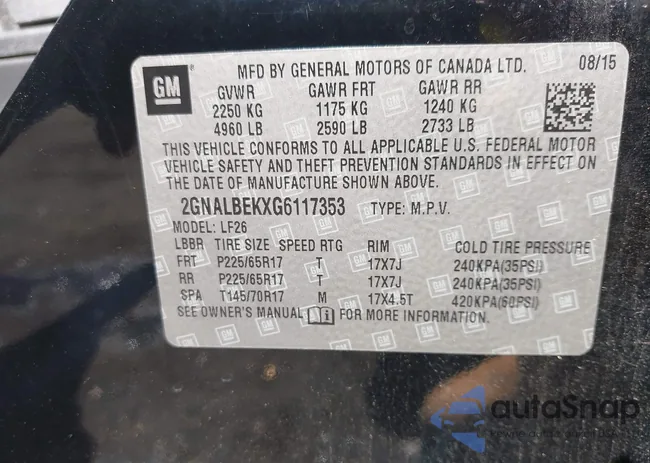 GM MFD BY GENERAL MOTORS OF CANADA LTD. 08/15
GVWR GAWR FRT GAWR RR
2250 KG 1175 KG 1240 KG
4960 LB 2590 LB 2733 LB
THIS VEHICLE CONFORMS TO ALL APPLICABLE U.S. FEDERAL MOTOR
VEHICLE SAFETY AND THEFT PREVENTION STANDARDS IN EFFECT ON
THE DATE OF MANUFACTURE SHOWN ABOVE.
2GNALBEKXG6117353 TYPE: M.P.V.
MODEL: LF26
LBBR TIRE SIZE SPEED RTG RIM COLD TIRE PRESSURE
FRT P225/65R17 T 17X7J 240KPA(35PSI)
RR P225/65R17 T 17X7J 240KPA(35PSI)
SPA T145/70R17 M 17X4.5T 420KPA(60PSI)
SEE OWNER'S MANUAL FOR MORE INFORMATION.
autoSnap